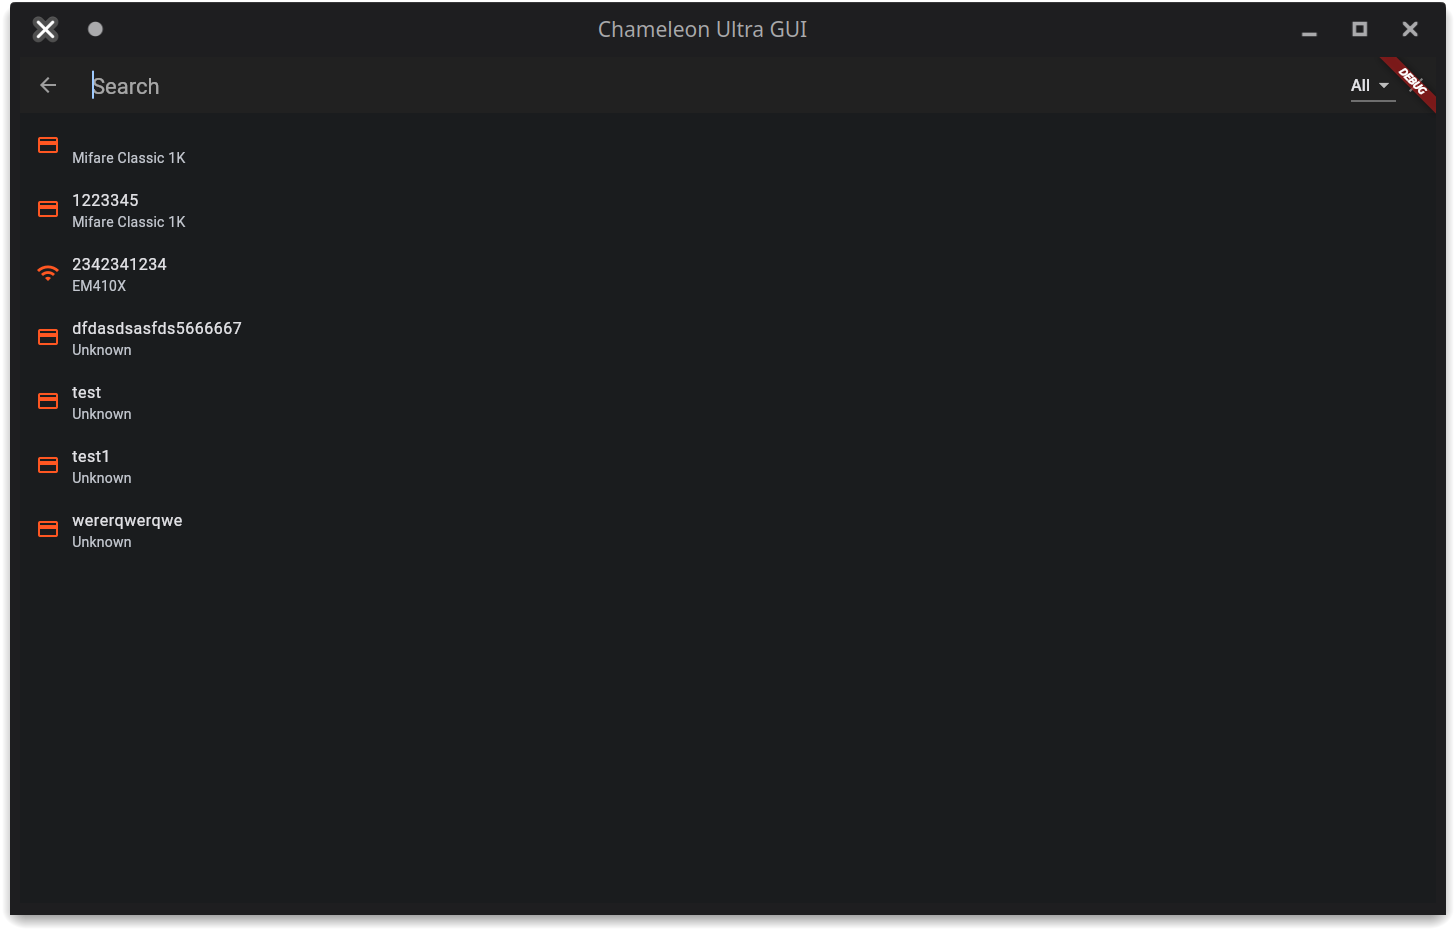 Chameleon Ultra GUI
Search
All
DEBUG
Mifare Classic 1K
1223345
Mifare Classic 1K
2342341234
EM410X
dfdasdsasfds5666667
Unknown
test
Unknown
test1
Unknown
wererqwerqwe
Unknown